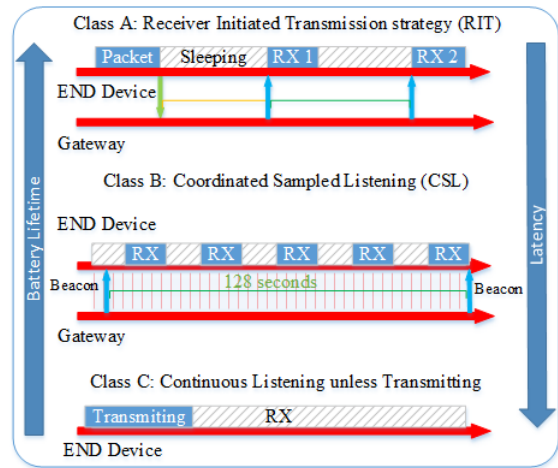 Class A: Receiver Initiated Transmission strategy (RIT)
Packet Sleeping RX 1 RX 2
END Device
Gateway
Class B: Coordinated Sampled Listening (CSL)
END Device
RX RX RX RX RX
Beacon 128 seconds Beacon
Gateway
Class C: Continuous Listening unless Transmitting
Transmiting RX
END Device
Battery Lifetime
Latency